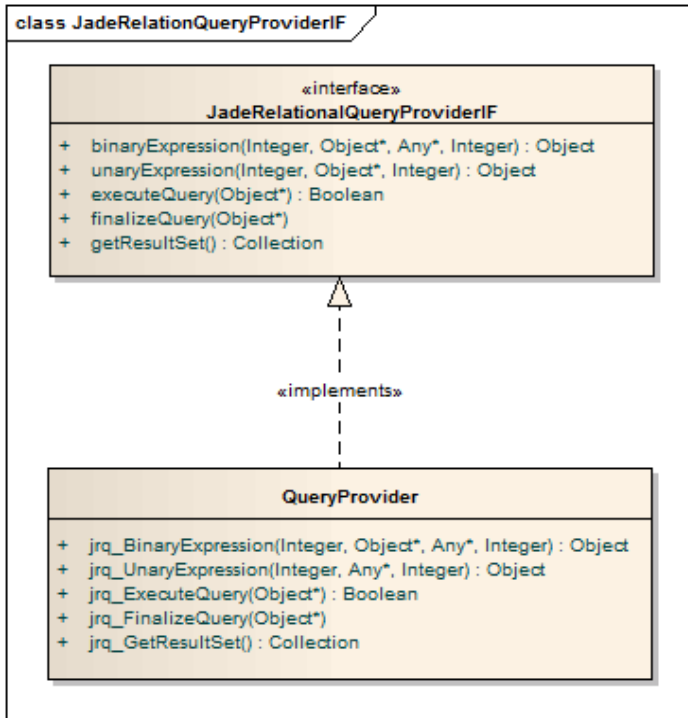 class JadeRelationQueryProviderIF
«interface»
JadeRelationalQueryProviderIF
+ binaryExpression(Integer, Object*, Any*, Integer) : Object
+ unaryExpression(Integer, Object*, Integer) : Object
+ executeQuery(Object*) : Boolean
+ finalizeQuery(Object*)
+ getResultSet() : Collection
«implements»
QueryProvider
+ jrq_BinaryExpression(Integer, Object*, Any*, Integer) : Object
+ jrq_UnaryExpression(Integer, Any*, Integer) : Object
+ jrq_ExecuteQuery(Object*) : Boolean
+ jrq_FinalizeQuery(Object*)
+ jrq_GetResultSet() : Collection